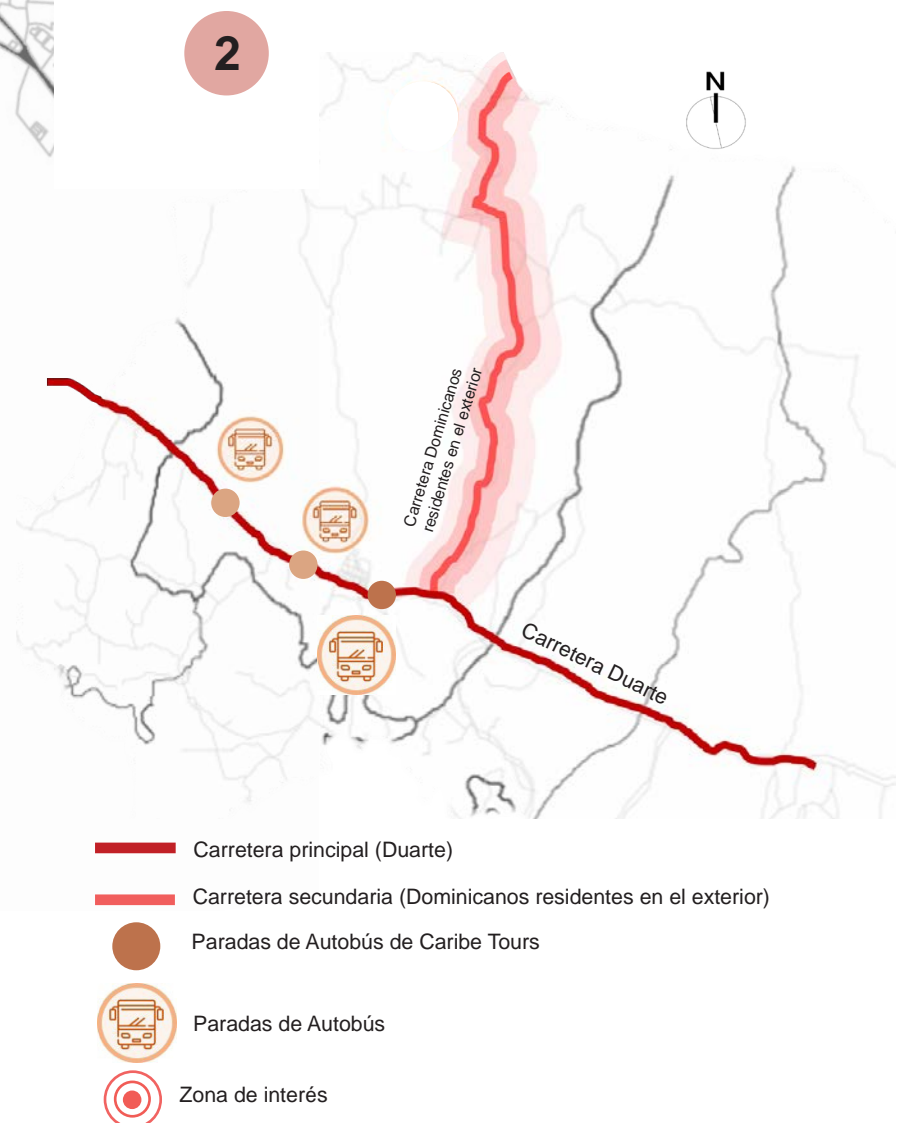 2
N
Carretera Dominicanos
residentes en el exterior
Carretera Duarte
Carretera principal (Duarte)
Carretera secundaria (Dominicanos residentes en el exterior)
Paradas de Autobús de Caribe Tours
Paradas de Autobús
Zona de interés